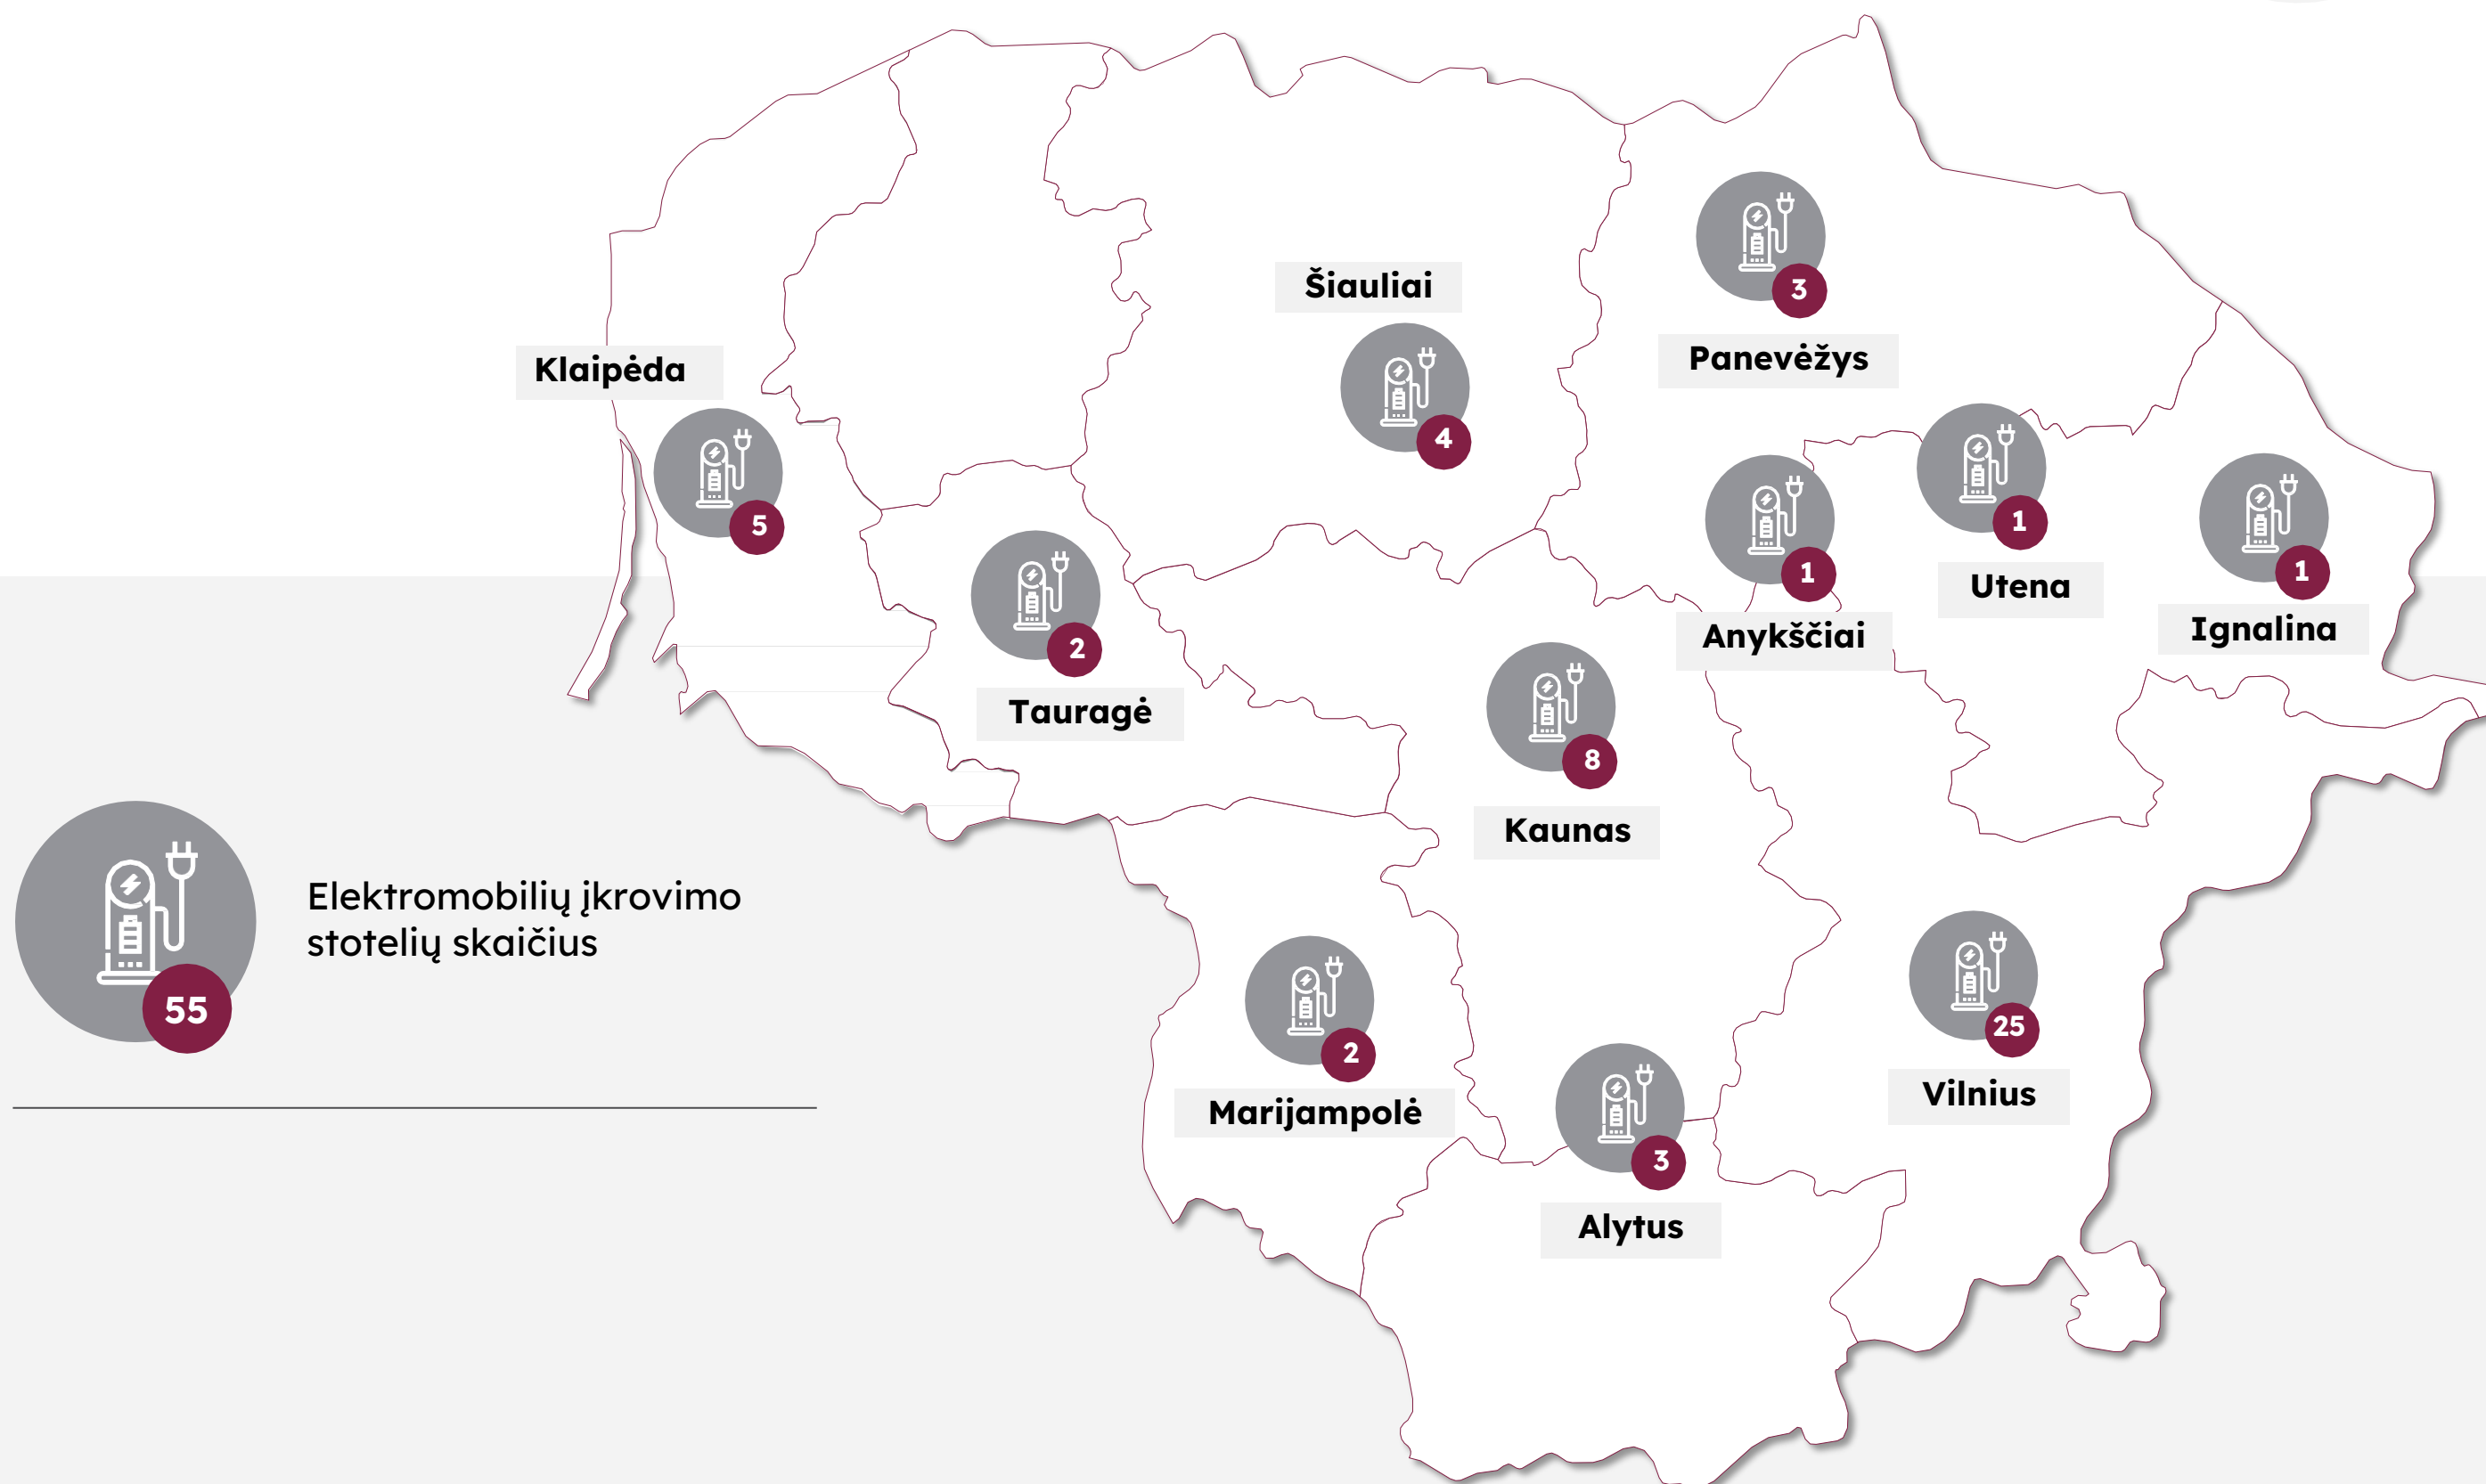 3
Šiauliai
Panevėžys
Klaipėda
4
5
1
1
1
Utena
Ignalina
Anykščiai
2
Tauragė
8
Kaunas
Elektromobilių įkrovimo
stotelių skaičius
55
25
2
Vilnius
Marijampolė
3
Alytus